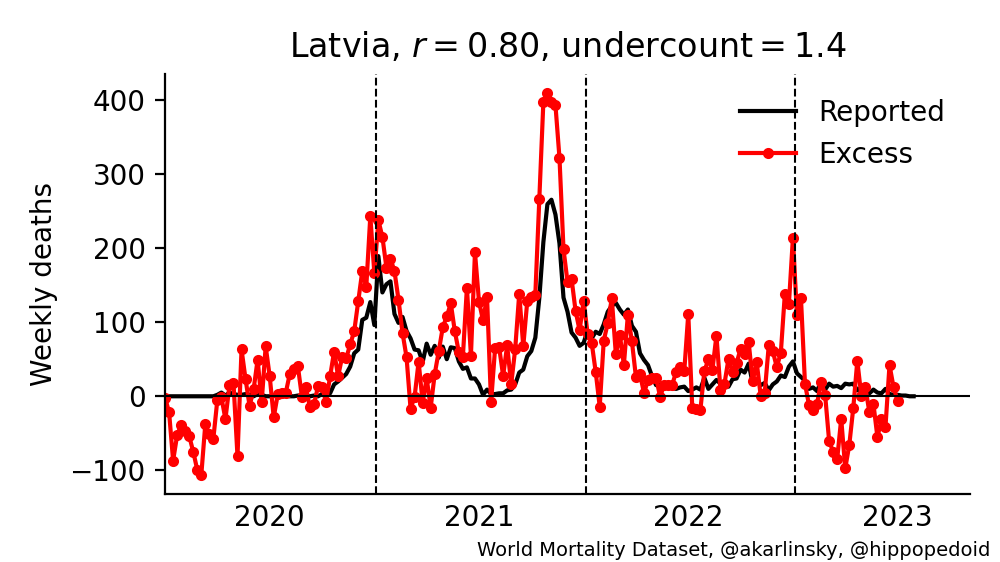 Latvia, r = 0.80, undercount = 1.4
Weekly deaths
400
300
200
100
0
−100
Reported
Excess
2020 2021 2022 2023
World Mortality Dataset, @akarlinsky, @hippopedoid